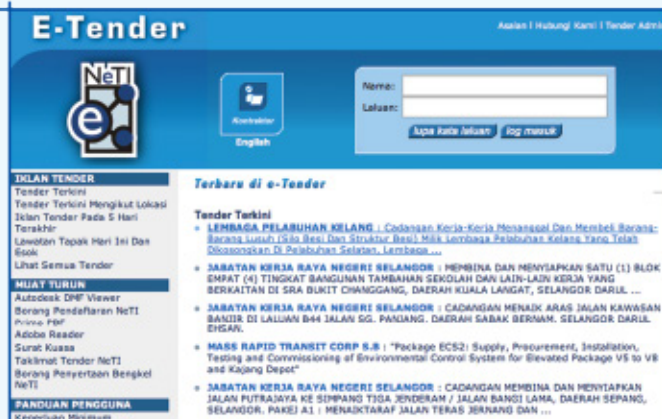 E-Tender
Asalan | Hubungi Kami | Tender Admin
NeTI
e
Kontraktor
English
Nama:
Laluan:
lupa kata laluan
log masuk
IKLAN TENDER
Tender Terkini
Tender Terkini Mengikut Lokasi
Iklan Tender Pada 5 Hari
Terakhir
Lawatan Tapak Hari Ini Dan
Esok
Lihat Semua Tender
MUAT TURUN
Autodesk DWF Viewer
Borang Pendaftaran NeTI
Primo PDF
Adobe Reader
Surat Kuasa
Taklimat Tender NeTI
Borang Penyertaan Bengkel
NeTI
PANDUAN PENGGUNA
Keperluan Minimum
Terbaru di e-Tender
...
Tender Terkini
LEMBAGA PELABUHAN KELANG : Cadangan Kerja-Kerja Menanggal Dan Membeli Barang-
Barang Lusuh (Silo Besi Dan Struktur Besi) Milik Lembaga Pelabuhan Kelang Yang Telah
Dikosongkan Di Pelabuhan Selatan, Lembaga ...
JABATAN KERJA RAYA NEGERI SELANGOR : MEMBINA DAN MENYIAPKAN SATU (1) BLOK
EMPAT (4) TINGKAT BANGUNAN TAMBAHAN SEKOLAH DAN LAIN-LAIN KERJA YANG
BERKAITAN DI SRA BUKIT CHANGGANG, DAERAH KUALA LANGAT, SELANGOR DARUL ...
JABATAN KERJA RAYA NEGERI SELANGOR : CADANGAN MENAIK ARAS JALAN KAWASAN
BANJIR DI LALUAN B44 JALAN SG. PANJANG. DAERAH SABAK BERNAM. SELANGOR DARUL
EHSAN.
MASS RAPID TRANSIT CORP S.B : "Package ECS2: Supply, Procurement, Installation,
Testing and Commissioning of Environmental Control System for Elevated Package V5 to V8
and Kajang Depot"
JABATAN KERJA RAYA NEGERI SELANGOR : CADANGAN MEMBINA DAN MENYIAPKAN
JALAN PUTRAJAYA KE SIMPANG TIGA JENDERAM / JALAN BANGI LAMA, DAERAH SEPANG,
SELANGOR. PAKEJ A1 : MENAIKTARAF JALAN TERAS JERNANG DAN ...